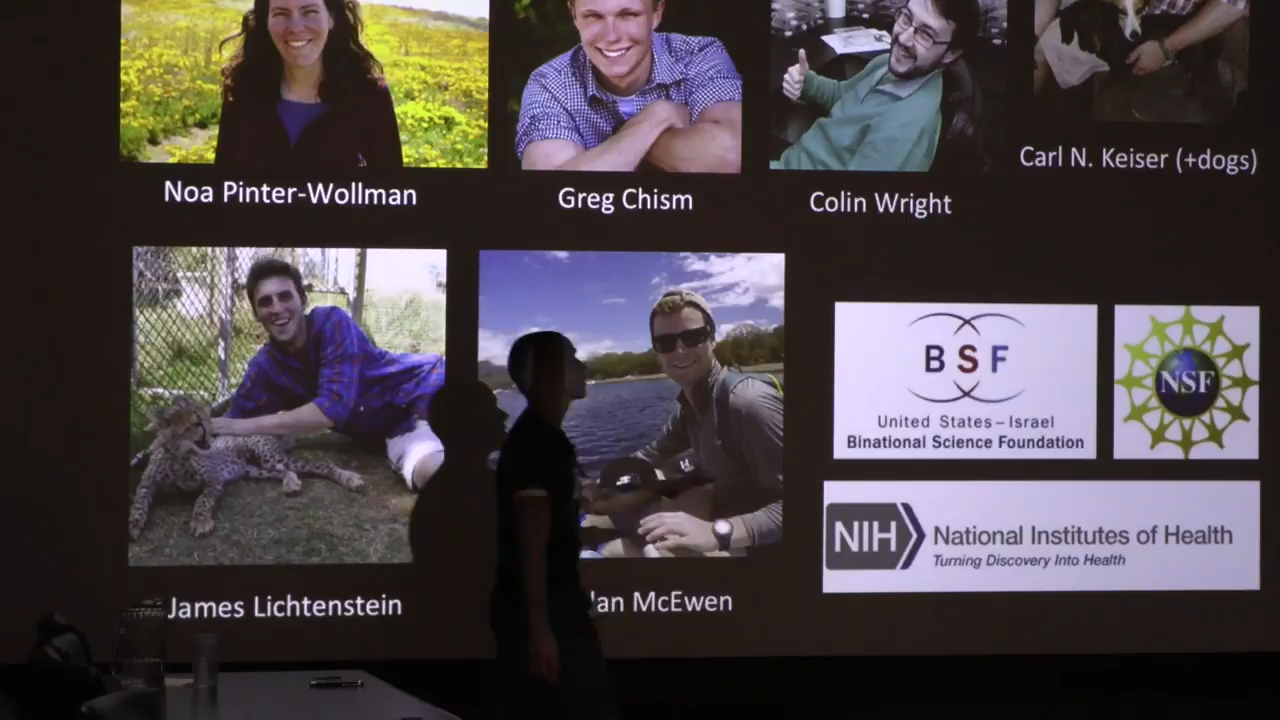 Noa Pinter-Wollman
Greg Chism
Colin Wright
Carl N. Keiser (+dogs)
James Lichtenstein
McEwen
BSF
United States – Israel
Binational Science Foundation
NSF
NIH
National Institutes of Health
Turning Discovery Into Health